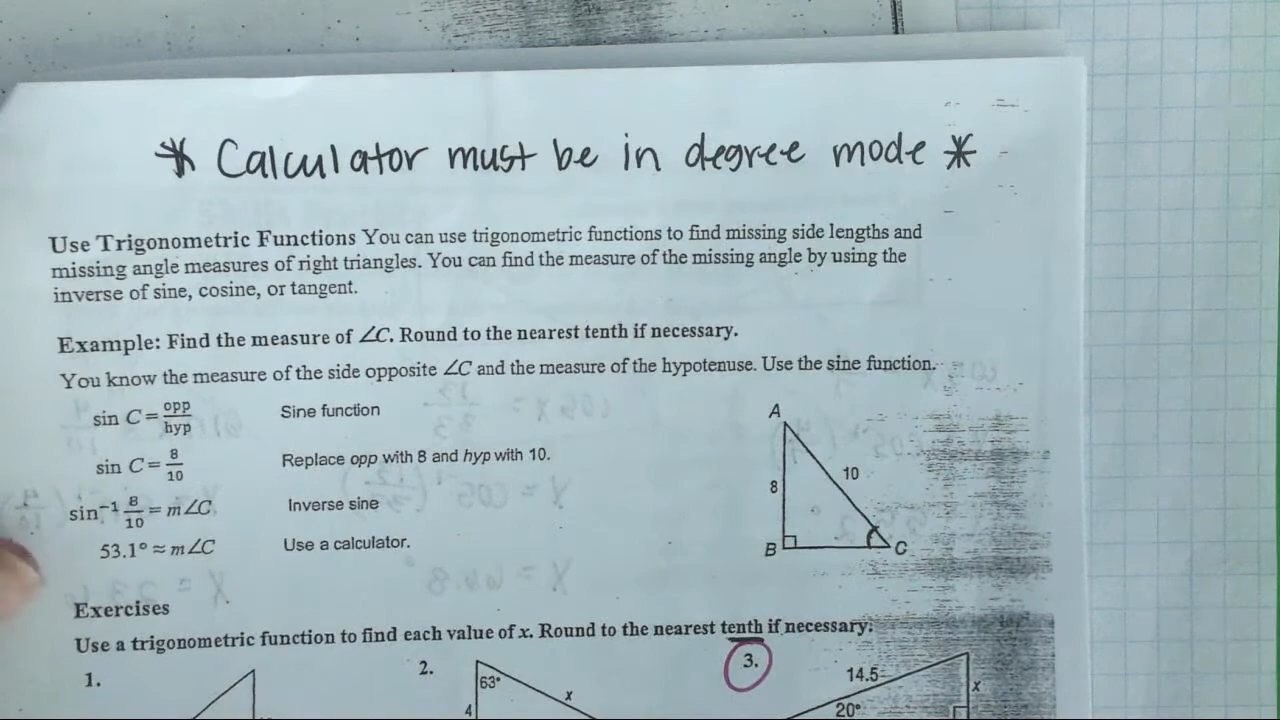 * Calculator must be in degree mode *
Use Trigonometric Functions You can use trigonometric functions to find missing side lengths and
missing angle measures of right triangles. You can find the measure of the missing angle by using the
inverse of sine, cosine, or tangent.
Example: Find the measure of ∠C. Round to the nearest tenth if necessary.
You know the measure of the side opposite ∠C and the measure of the hypotenuse. Use the sine function.
sin C = opp/hyp Sine function
sin C = 8/10 Replace opp with 8 and hyp with 10.
sin⁻¹ 8/10 = m∠C Inverse sine
53.1° ≈ m∠C Use a calculator.
A
10
8
B
C
Exercises
Use a trigonometric function to find each value of x. Round to the nearest tenth if necessary.
1.
2.
63°
x
4
3.
14.5
x
20°